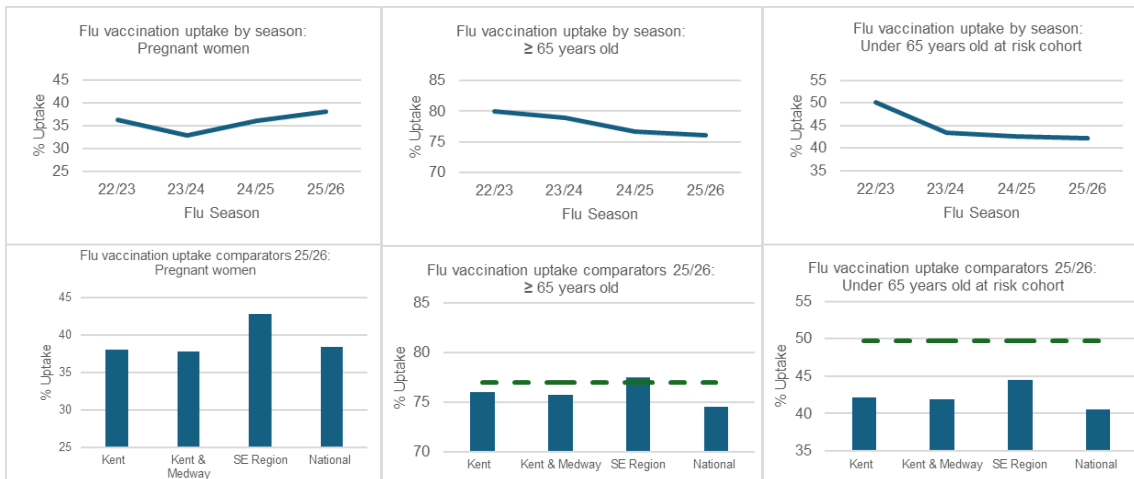 Flu vaccination uptake by season:
Pregnant women
% Uptake
45
40
35
30
25
22/23
23/24
24/25
25/26
Flu Season
Flu vaccination uptake by season:
≥ 65 years old
% Uptake
85
80
75
70
22/23
23/24
24/25
25/26
Flu Season
Flu vaccination uptake by season:
Under 65 years old at risk cohort
% Uptake
55
50
45
40
35
22/23
23/24
24/25
25/26
Flu Season
Flu vaccination uptake comparators 25/26:
Pregnant women
% Uptake
45
40
35
30
25
Kent
Kent &
Medway
SE Region
National
Flu vaccination uptake comparators 25/26:
≥ 65 years old
% Uptake
85
80
75
70
Kent
Kent & Medway
SE Region
National
Flu vaccination uptake comparators 25/26:
Under 65 years old at risk cohort
% Uptake
55
50
45
40
35
Kent
Kent & Medway
SE Region
National